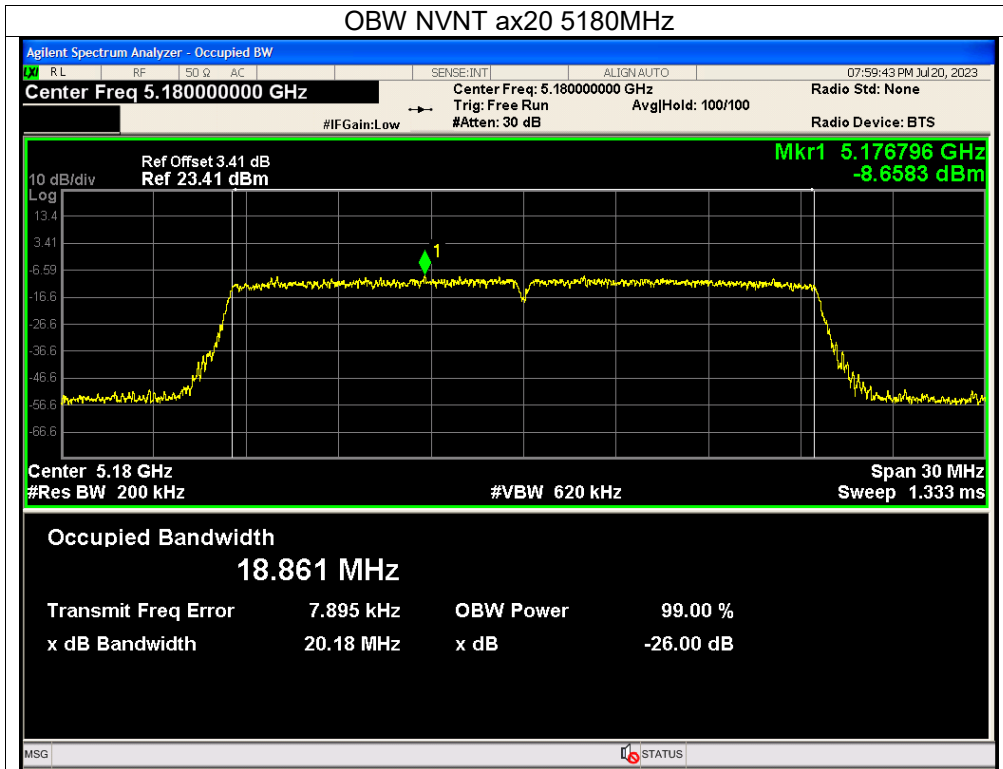 OBW NVNT ax20 5180MHz
Agilent Spectrum Analyzer - Occupied BW
LXI RL RF 50 Ω AC SENSE:INT ALIGN AUTO 07:59:43 PM Jul 20, 2023
Center Freq 5.180000000 GHz Center Freq: 5.180000000 GHz Radio Std: None
Trig: Free Run Avg|Hold: 100/100
#IFGain:Low #Atten: 30 dB Radio Device: BTS
Mkr1 5.176796 GHz
-8.6583 dBm
Ref Offset 3.41 dB
10 dB/div Ref 23.41 dBm
Log
13.4
3.41
1
-6.59
-16.6
-26.6
-36.6
-46.6
-56.6
-66.6
Center 5.18 GHz Span 30 MHz
#Res BW 200 kHz #VBW 620 kHz Sweep 1.333 ms
Occupied Bandwidth
18.861 MHz
Transmit Freq Error 7.895 kHz OBW Power 99.00 %
x dB Bandwidth 20.18 MHz x dB -26.00 dB
MSG STATUS